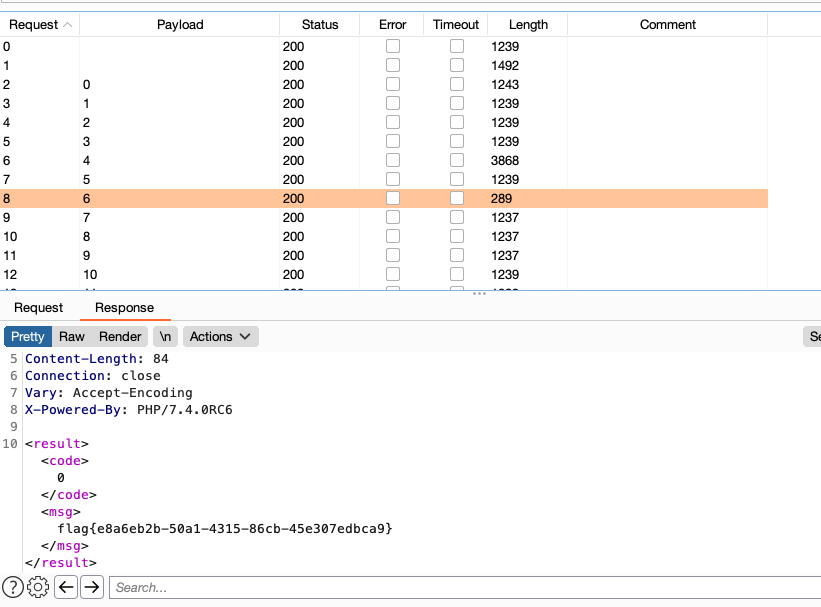 Request Payload Status Error Timeout Length Comment
0 200 1239
1 200 1492
2 0 200 1243
3 1 200 1239
4 2 200 1239
5 3 200 1239
6 4 200 3868
7 5 200 1239
8 6 200 289
9 7 200 1237
10 8 200 1237
11 9 200 1237
12 10 200 1239
Request Response
Pretty Raw Render \n Actions
5 Content-Length: 84
6 Connection: close
7 Vary: Accept-Encoding
8 X-Powered-By: PHP/7.4.0RC6
9
10 <result>
<code>
0
</code>
<msg>
flag{e8a6eb2b-50a1-4315-86cb-45e307edbca9}
</msg>
</result>
? Search...